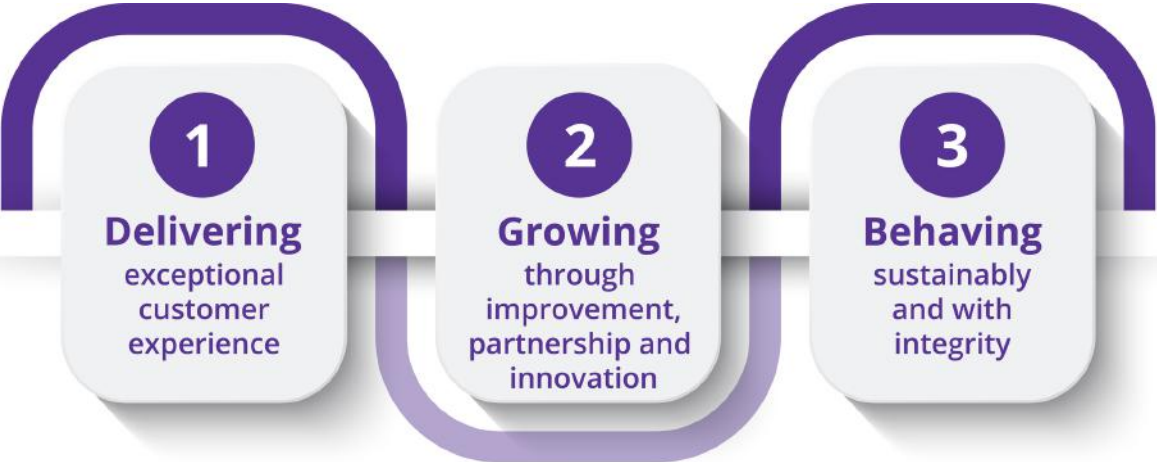 1
Delivering
exceptional
customer
experience
2
Growing
through
improvement,
partnership and
innovation
3
Behaving
sustainably
and with
integrity